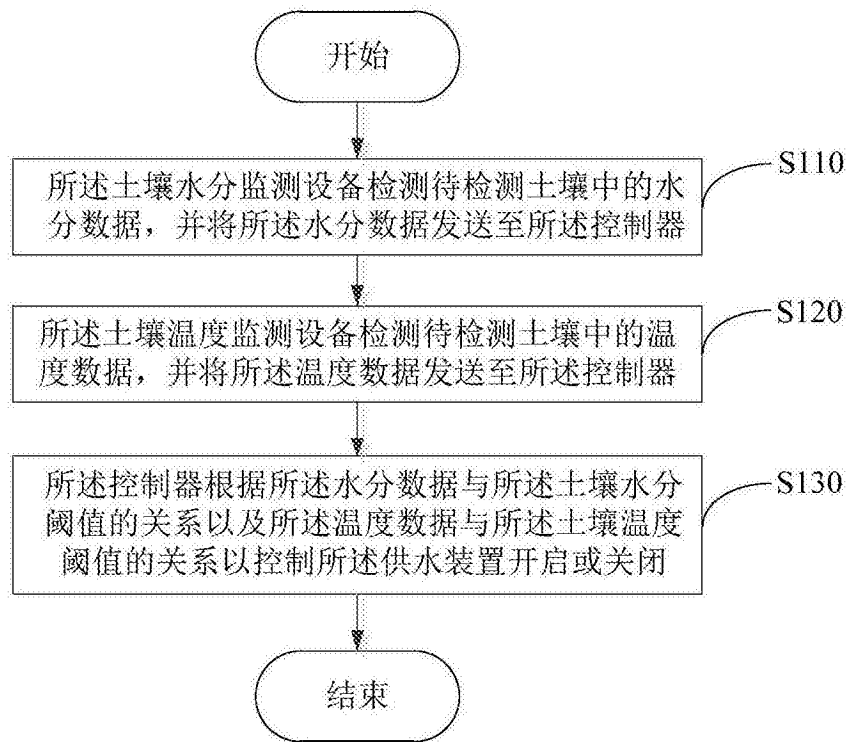 开始
S110
所述土壤水分监测设备检测待检测土壤中的水
分数据，并将所述水分数据发送至所述控制器
S120
所述土壤温度监测设备检测待检测土壤中的温
度数据，并将所述温度数据发送至所述控制器
S130
所述控制器根据所述水分数据与所述土壤水分
阈值的关系以及所述温度数据与所述土壤温度
阈值的关系以控制所述供水装置开启或关闭
结束